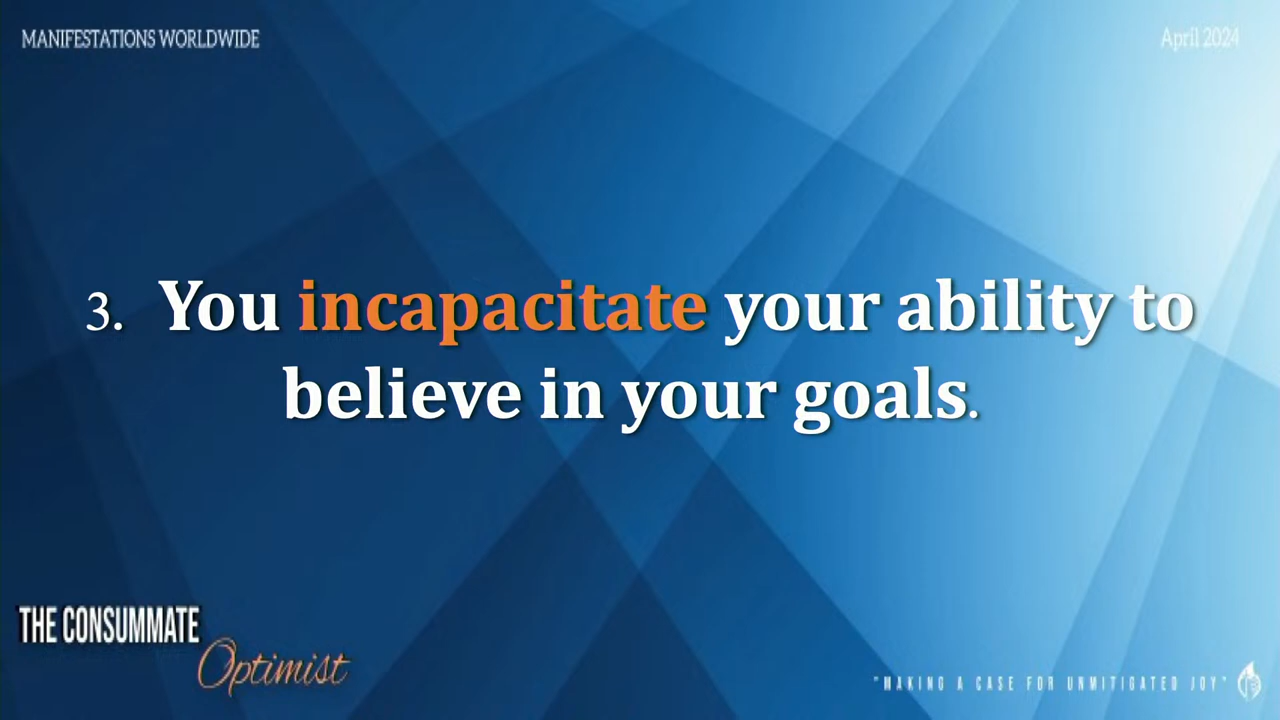 MANIFESTATIONS WORLDWIDE
April 2024
3. You incapacitate your ability to
believe in your goals.
THE CONSUMMATE
Optimist
"MAKING A CASE FOR UNMITIGATED JOY"